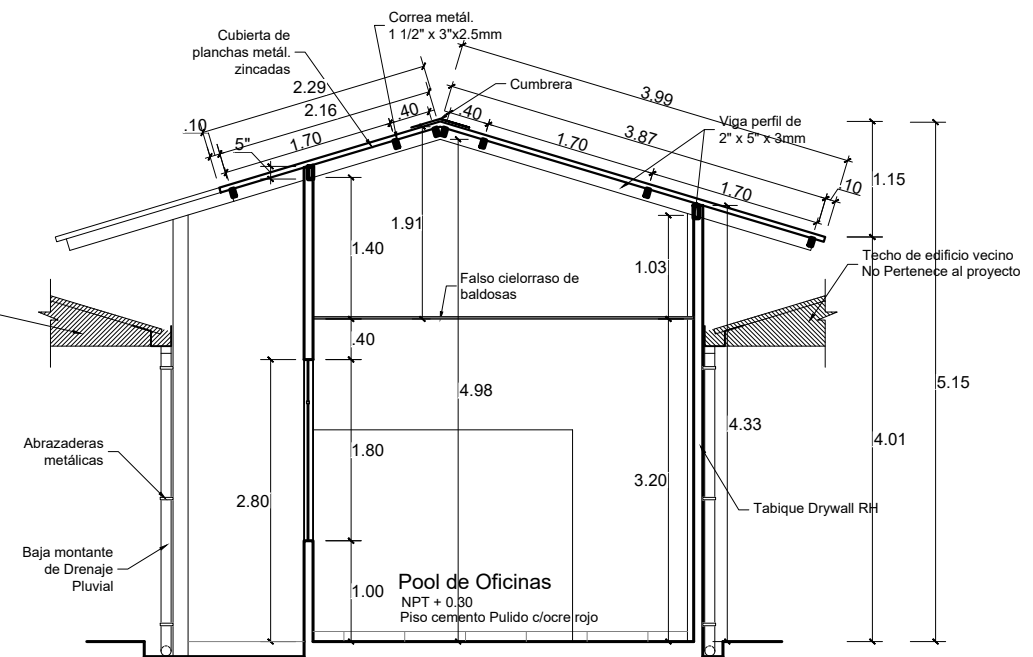 Correa metál.
1 1/2" x 3"x2.5mm
Cubierta de
planchas metál.
zincadas
2.29
2.16
.40
.10
1.70
5"
Cumbrera
.40
3.99
3.87
1.70
Viga perfil de
2" x 5" x 3mm
1.70
.10
1.15
1.91
1.40
1.03
Techo de edificio vecino
No Pertenece al proyecto
Falso cielorraso de
baldosas
.40
4.98
5.15
4.33
4.01
Abrazaderas
metálicas
1.80
2.80
3.20
Tabique Drywall RH
Baja montante
de Drenaje
Pluvial
1.00
Pool de Oficinas
NPT + 0.30
Piso cemento Pulido c/ocre rojo